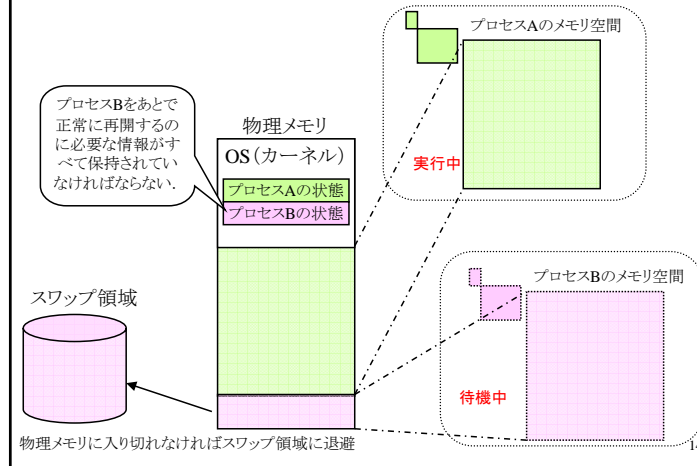 プロセスAのメモリ空間
プロセスBをあとで
正常に再開するの
に必要な情報がす
べて保持されてい
なければならない．
物理メモリ
OS（カーネル）
プロセスAの状態
プロセスBの状態
実行中
スワップ領域
プロセスBのメモリ空間
待機中
物理メモリに入り切れなければスワップ領域に退避